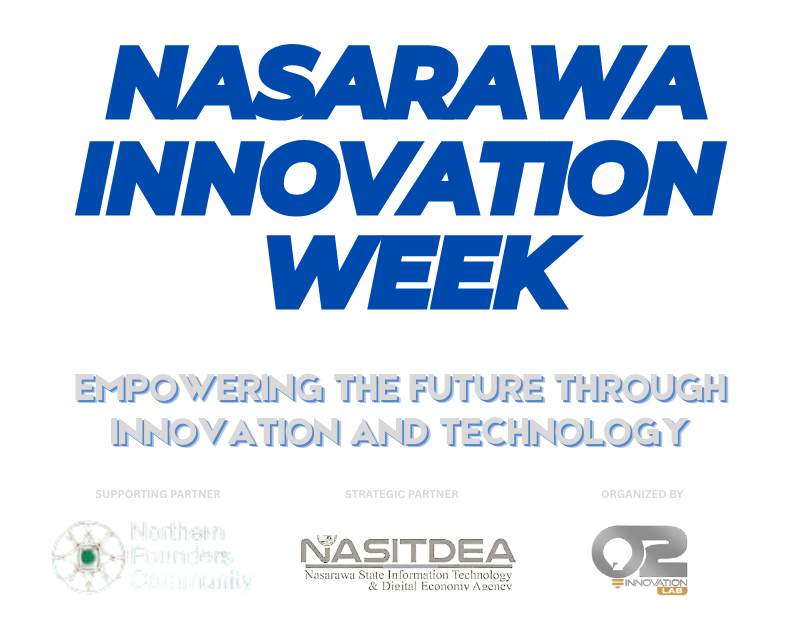 NASARAWA
INNOVATION
WEEK
EMPOWERING THE FUTURE THROUGH
INNOVATION AND TECHNOLOGY
SUPPORTING PARTNER
STRATEGIC PARTNER
ORGANIZED BY
Northern
Founders
Community
NASITDEA
Nasarawa State Information Technology
& Digital Economy Agency
O2
INNOVATION
LAB